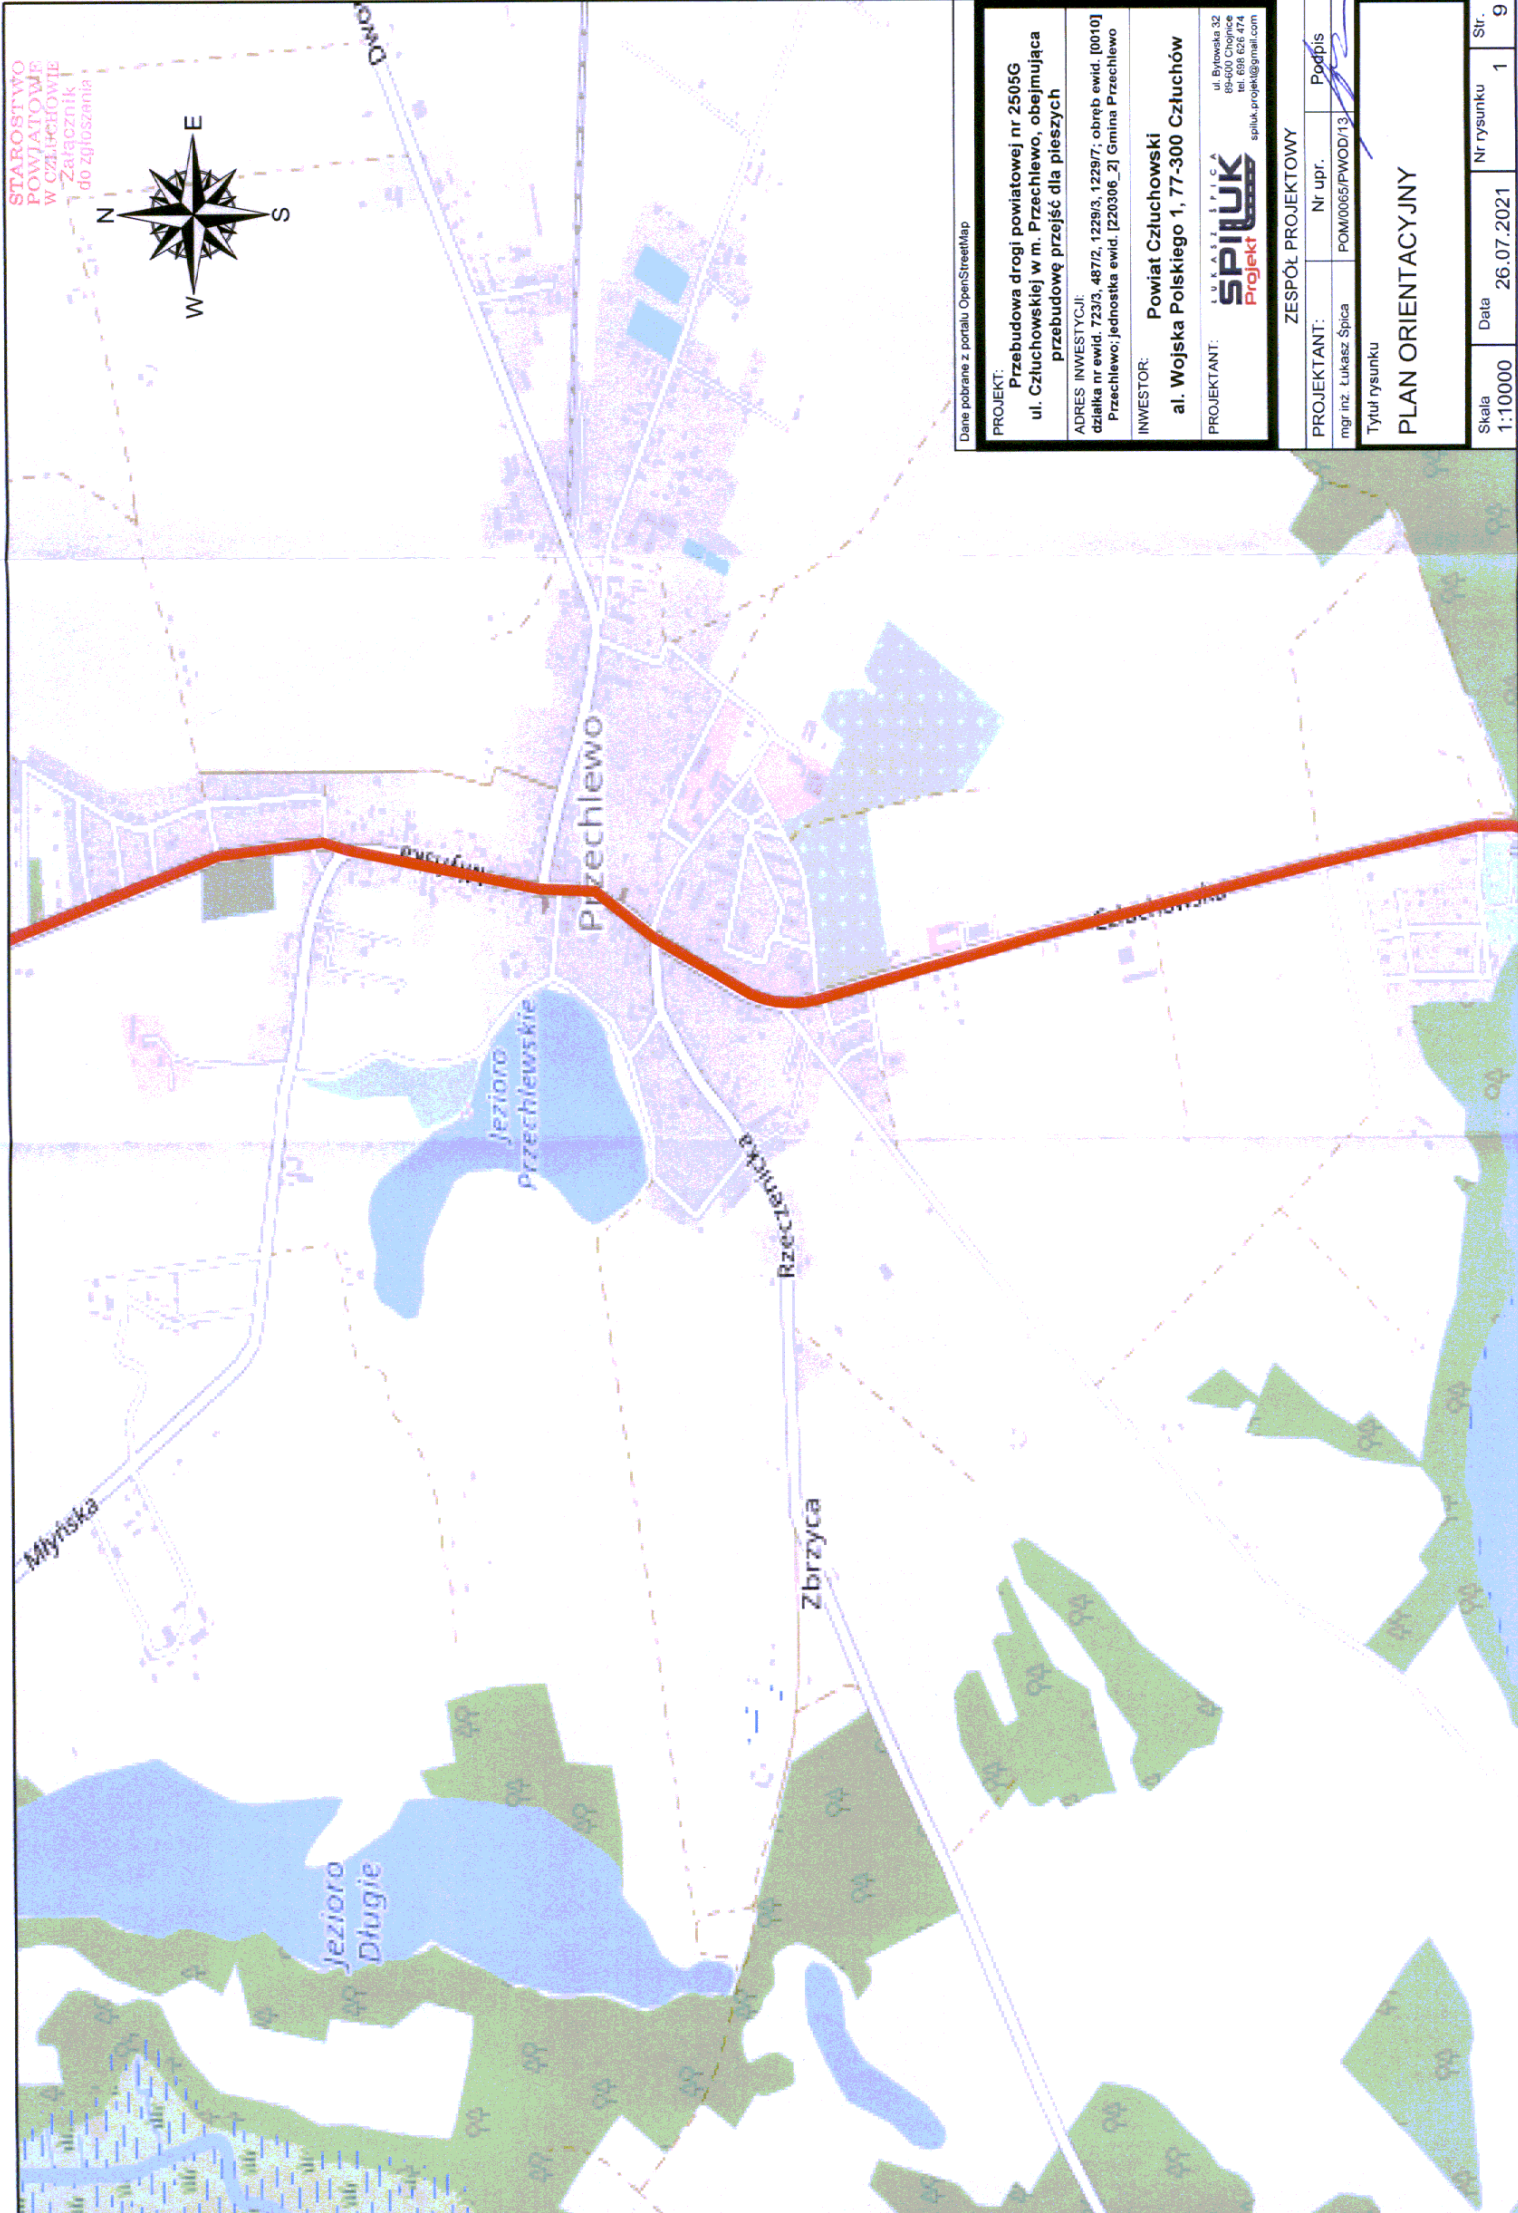 STAROSTWO
POWIATOWE
W CZŁUCHOWIE
Załącznik
do zgłoszenia
N
E
S
W
Młyńska
Młyńska
Przechlewo
Jezioro
Przechlewskie
Człuchowska
Rzeczenicka
Zbrzyca
Jezioro
Długie
Dane pobrane z portalu OpenStreetMap
PROJEKT:
Przebudowa drogi powiatowej nr 2505G
ul. Człuchowskiej w m. Przechlewo, obejmująca
przebudowę przejść dla pieszych
ADRES INWESTYCJI:
działka nr ewid. 723/3, 487/2, 1229/3, 1229/7; obręb ewid. [0010]
Przechlewo; jednostka ewid. [220306_2] Gmina Przechlewo
INWESTOR:
Powiat Człuchowski
al. Wojska Polskiego 1, 77-300 Człuchów
PROJEKTANT:
ŁUKASZ ŚPICA
SPILUK
Projekt
ul. Bytowska 32
89-600 Chojnice
tel. 698 626 474
spiluk.projekt@gmail.com
ZESPÓŁ PROJEKTOWY
PROJEKTANT: Nr upr. Podpis
mgr inż. Łukasz Śpica POM/0065/PWOD/13
Tytuł rysunku
PLAN ORIENTACYJNY
Skala Data Nr rysunku Str.
1:10000 26.07.2021 1 9